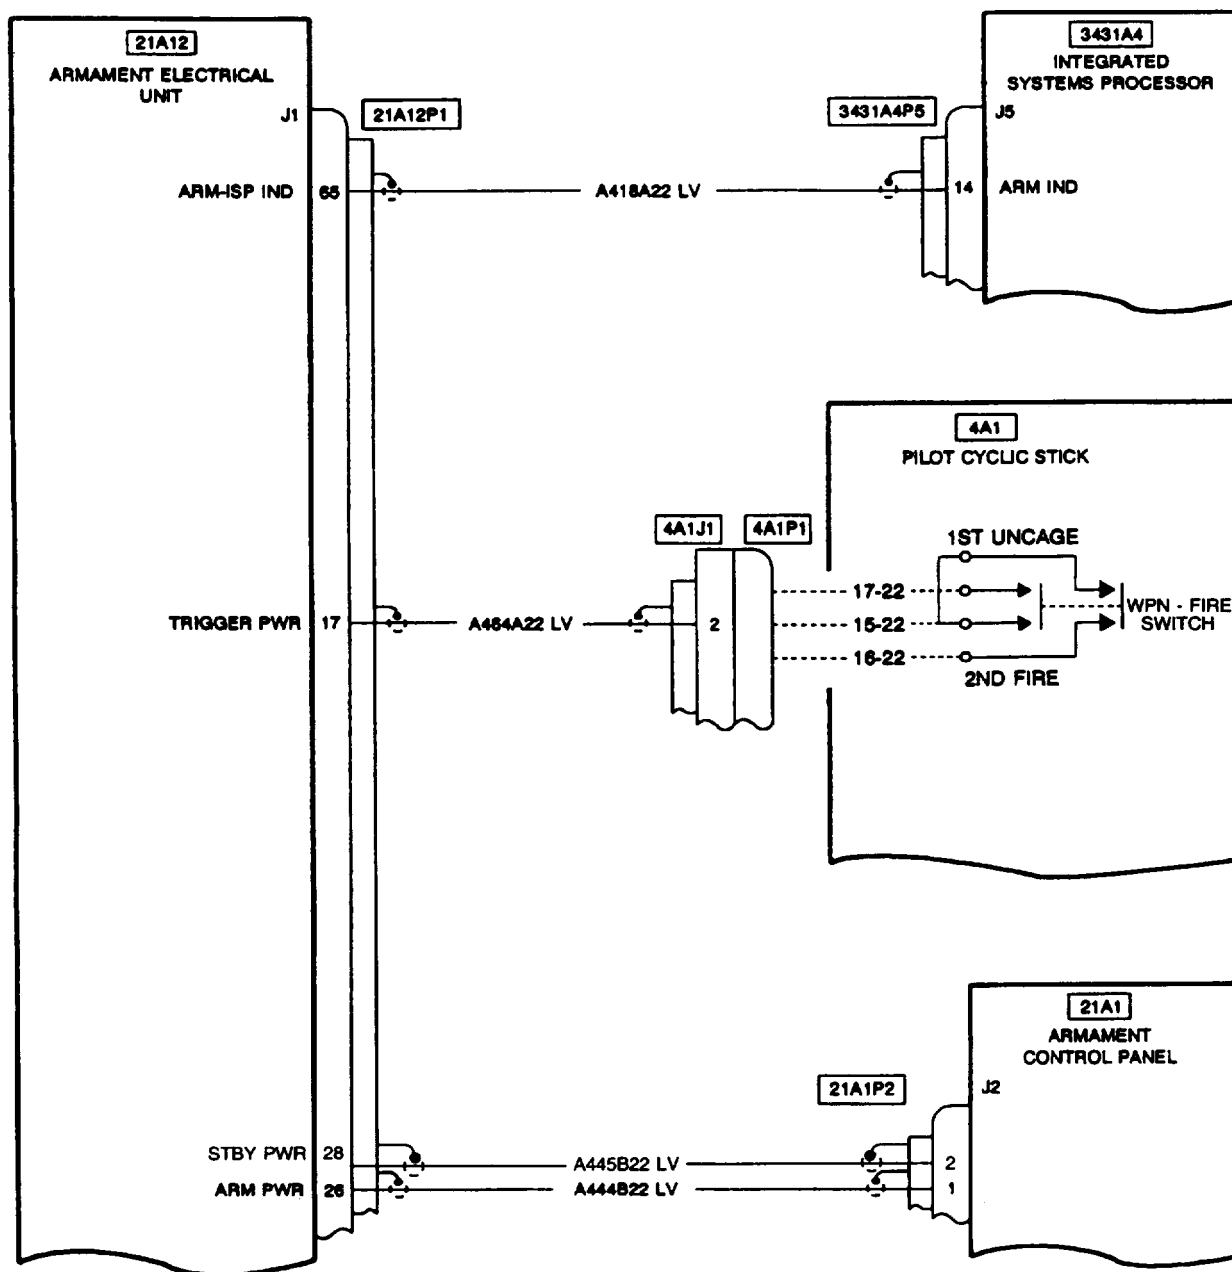 21A12
ARMAMENT ELECTRICAL
UNIT
J1
21A12P1
ARM-ISP IND
65
A418A22 LV
3431A4
INTEGRATED
SYSTEMS PROCESSOR
3431A4P5
J5
14
ARM IND
4A1
PILOT CYCLIC STICK
4A1J1
4A1P1
1ST UNCAGE
17-22
WPN - FIRE
SWITCH
TRIGGER PWR
17
A464A22 LV
2
15-22
16-22
2ND FIRE
21A1
ARMAMENT
CONTROL PANEL
21A1P2
J2
STBY PWR
28
A445B22 LV
2
ARM PWR
26
A444B22 LV
1